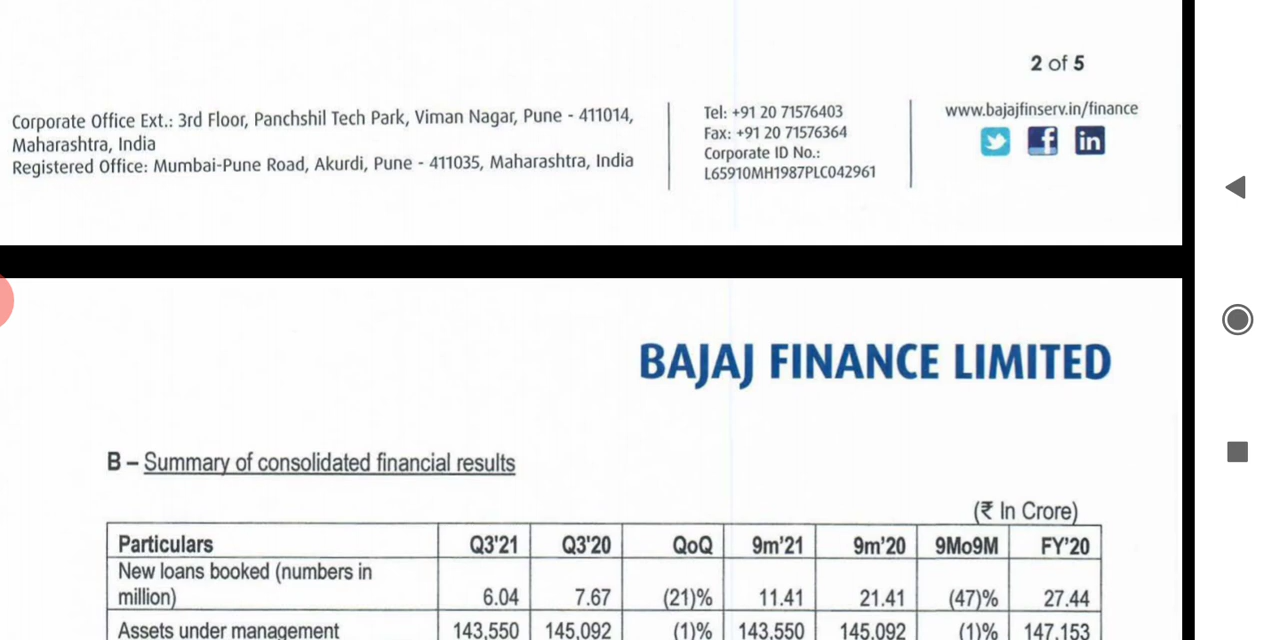 2 of 5
Corporate Office Ext.: 3rd Floor, Panchshil Tech Park, Viman Nagar, Pune - 411014,
Maharashtra, India
Registered Office: Mumbai-Pune Road, Akurdi, Pune - 411035, Maharashtra, India
Tel: +91 20 71576403
Fax: +91 20 71576364
Corporate ID No.:
L65910MH1987PLC042961
www.bajajfinserv.in/finance
BAJAJ FINANCE LIMITED
B – Summary of consolidated financial results
(₹ In Crore)
Particulars Q3'21 Q3'20 QoQ 9m'21 9m'20 9Mo9M FY'20
New loans booked (numbers in
million) 6.04 7.67 (21)% 11.41 21.41 (47)% 27.44
Assets under management 143,550 145,092 (1)% 143,550 145,092 (1)% 147,153